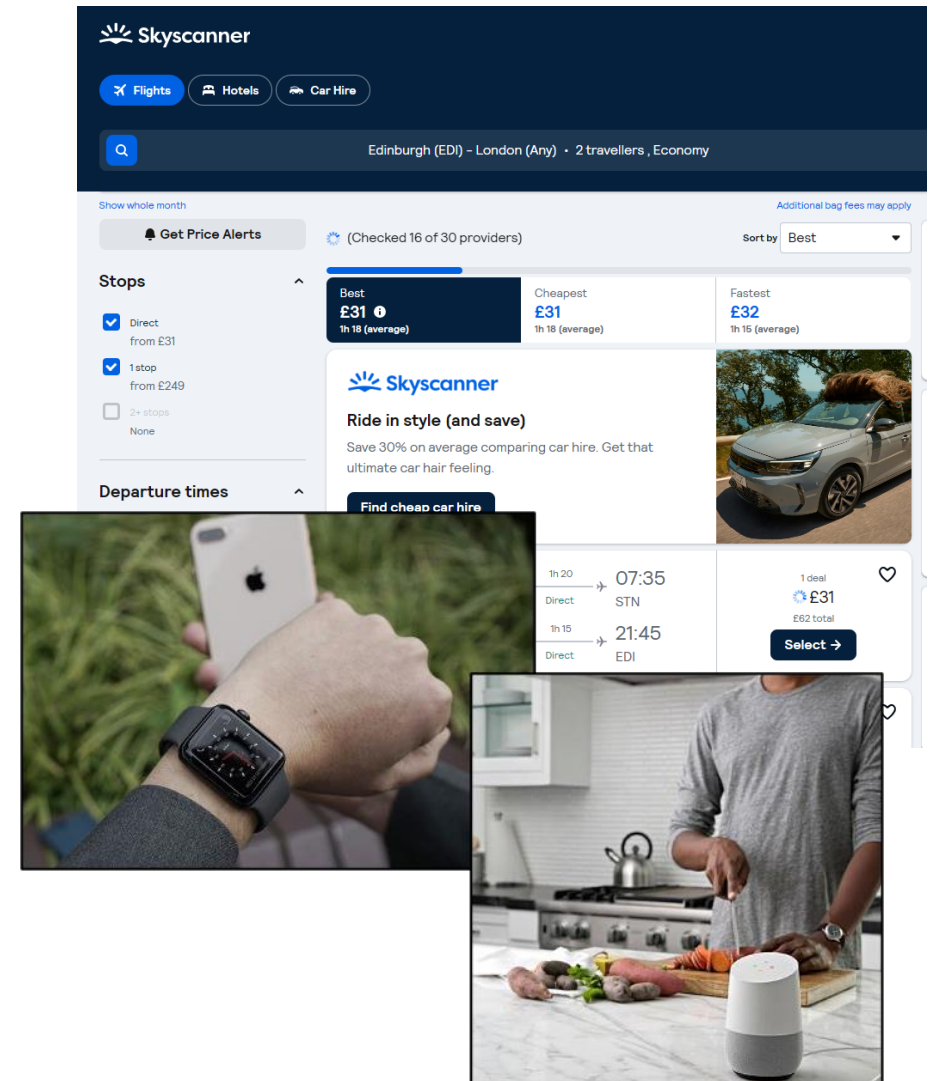 Skyscanner
Flights
Hotels
Car Hire
Edinburgh (EDI) – London (Any) • 2 travellers , Economy
Show whole month
Additional bag fees may apply
Get Price Alerts
(Checked 16 of 30 providers)
Sort by Best
Stops
Direct
from £31
1 stop
from £249
2+ stops
None
Departure times
Best
£31
1h 18 (average)
Cheapest
£31
1h 18 (average)
Fastest
£32
1h 15 (average)
Skyscanner
Ride in style (and save)
Save 30% on average comparing car hire. Get that
ultimate car hair feeling.
Find cheap car hire
1h 20
Direct
07:35
STN
1h 15
Direct
21:45
EDI
1 deal
£31
£62 total
Select →